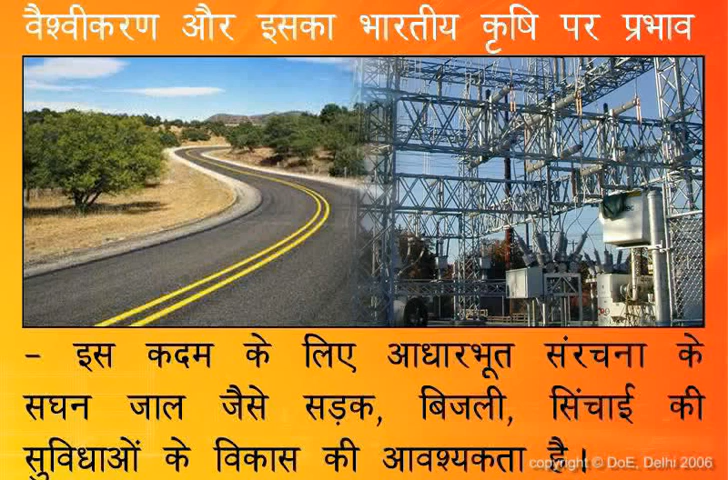 वैश्वीकरण और इसका भारतीय कृषि पर प्रभाव
– इस कदम के लिए आधारभूत संरचना के
सघन जाल जैसे सड़क, बिजली, सिंचाई की
सुविधाओं के विकास की आवश्यकता है।
copyright © DoE, Delhi 2006